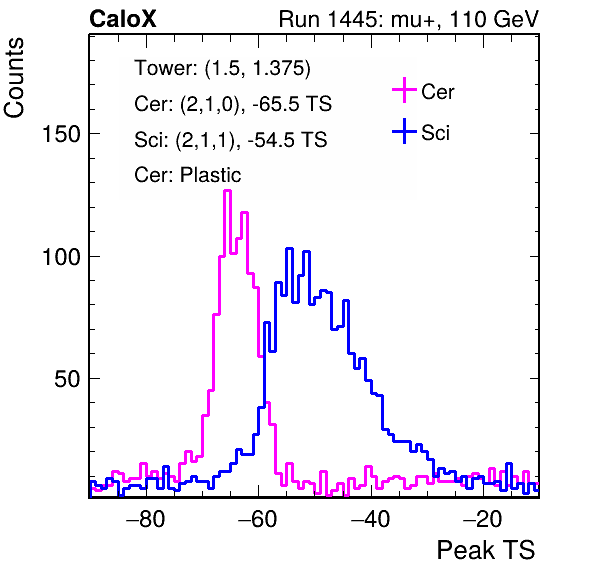 CaloX Run 1445: mu+, 110 GeV
Counts
Tower: (1.5, 1.375)
Cer: (2,1,0), -65.5 TS
Sci: (2,1,1), -54.5 TS
Cer: Plastic
Cer
Sci
150
100
50
−80 −60 −40 −20
Peak TS